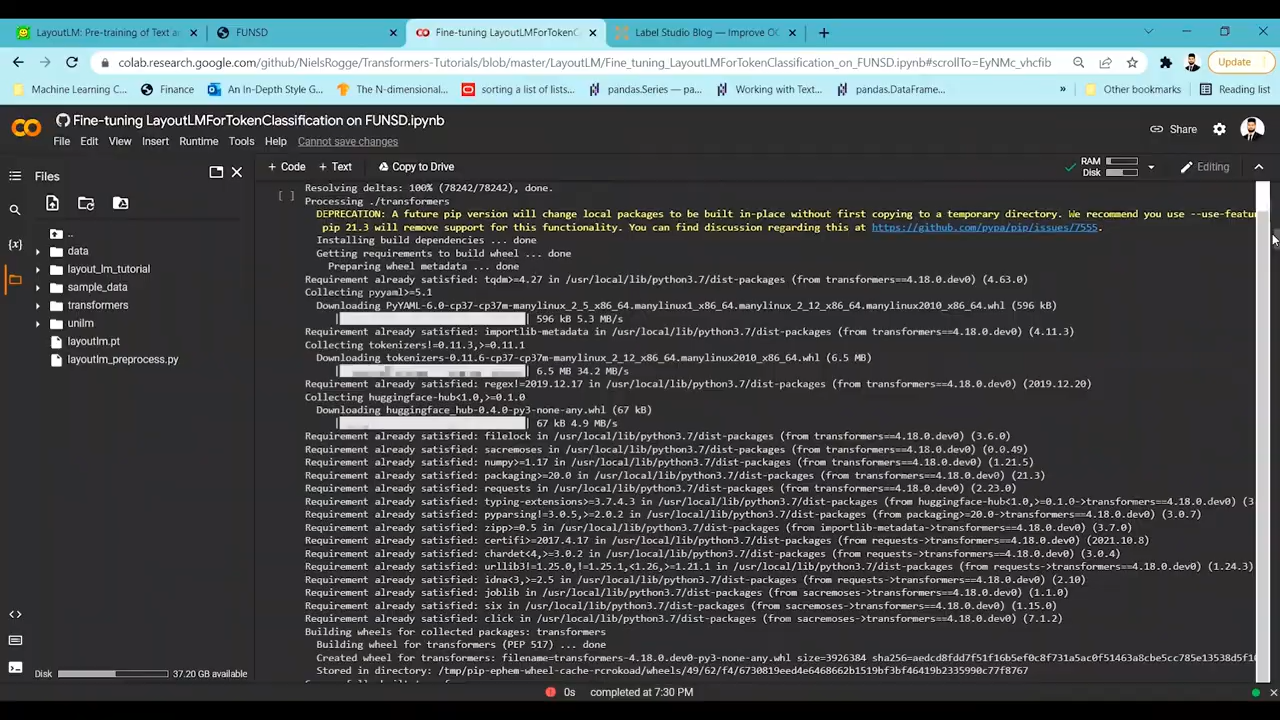 LayoutLM: Pre-training of Text a
FUNSD
Fine-tuning LayoutLMForTokenC
Label Studio Blog — Improve OC
colab.research.google.com/github/NielsRogge/Transformers-Tutorials/blob/master/LayoutLM/Fine_tuning_LayoutLMForTokenClassification_on_FUNSD.ipynb#scrollTo=EyNMc_vhcfib
Update
Machine Learning C...
Finance
An In-Depth Style G...
The N-dimensional...
sorting a list of lists...
pandas.Series — pa...
Working with Text...
pandas.DataFrame...
»
Other bookmarks
Reading list
Fine-tuning LayoutLMForTokenClassification on FUNSD.ipynb
File Edit View Insert Runtime Tools Help Cannot save changes
Share
Files
+ Code + Text Copy to Drive
RAM
Disk
Editing
..
data
layout_lm_tutorial
sample_data
transformers
unilm
layoutlm.pt
layoutlm_preprocess.py
Disk 37.20 GB available
[ ]
Resolving deltas: 100% (78242/78242), done.
Processing ./transformers
DEPRECATION: A future pip version will change local packages to be built in-place without first copying to a temporary directory. We recommend you use --use-featur
pip 21.3 will remove support for this functionality. You can find discussion regarding this at https://github.com/pypa/pip/issues/7555.
Installing build dependencies ... done
Getting requirements to build wheel ... done
Preparing wheel metadata ... done
Requirement already satisfied: tqdm>=4.27 in /usr/local/lib/python3.7/dist-packages (from transformers==4.18.0.dev0) (4.63.0)
Collecting pyyaml>=5.1
Downloading PyYAML-6.0-cp37-cp37m-manylinux_2_5_x86_64.manylinux1_x86_64.manylinux_2_12_x86_64.manylinux2010_x86_64.whl (596 kB)
| | 596 kB 5.3 MB/s
Requirement already satisfied: importlib-metadata in /usr/local/lib/python3.7/dist-packages (from transformers==4.18.0.dev0) (4.11.3)
Collecting tokenizers!=0.11.3,>=0.11.1
Downloading tokenizers-0.11.6-cp37-cp37m-manylinux_2_12_x86_64.manylinux2010_x86_64.whl (6.5 MB)
| | 6.5 MB 34.2 MB/s
Requirement already satisfied: regex!=2019.12.17 in /usr/local/lib/python3.7/dist-packages (from transformers==4.18.0.dev0) (2019.12.20)
Collecting huggingface-hub<1.0,>=0.1.0
Downloading huggingface_hub-0.4.0-py3-none-any.whl (67 kB)
| | 67 kB 4.9 MB/s
Requirement already satisfied: filelock in /usr/local/lib/python3.7/dist-packages (from transformers==4.18.0.dev0) (3.6.0)
Requirement already satisfied: sacremoses in /usr/local/lib/python3.7/dist-packages (from transformers==4.18.0.dev0) (0.0.49)
Requirement already satisfied: numpy>=1.17 in /usr/local/lib/python3.7/dist-packages (from transformers==4.18.0.dev0) (1.21.5)
Requirement already satisfied: packaging>=20.0 in /usr/local/lib/python3.7/dist-packages (from transformers==4.18.0.dev0) (21.3)
Requirement already satisfied: requests in /usr/local/lib/python3.7/dist-packages (from transformers==4.18.0.dev0) (2.23.0)
Requirement already satisfied: typing-extensions>=3.7.4.3 in /usr/local/lib/python3.7/dist-packages (from huggingface-hub<1.0,>=0.1.0->transformers==4.18.0.dev0) (3.
Requirement already satisfied: pyparsing!=3.0.5,>=2.0.2 in /usr/local/lib/python3.7/dist-packages (from packaging>=20.0->transformers==4.18.0.dev0) (3.0.7)
Requirement already satisfied: zipp>=0.5 in /usr/local/lib/python3.7/dist-packages (from importlib-metadata->transformers==4.18.0.dev0) (3.7.0)
Requirement already satisfied: certifi>=2017.4.17 in /usr/local/lib/python3.7/dist-packages (from requests->transformers==4.18.0.dev0) (2021.10.8)
Requirement already satisfied: chardet<4,>=3.0.2 in /usr/local/lib/python3.7/dist-packages (from requests->transformers==4.18.0.dev0) (3.0.4)
Requirement already satisfied: urllib3!=1.25.0,!=1.25.1,<1.26,>=1.21.1 in /usr/local/lib/python3.7/dist-packages (from requests->transformers==4.18.0.dev0) (1.24.3)
Requirement already satisfied: idna<3,>=2.5 in /usr/local/lib/python3.7/dist-packages (from requests->transformers==4.18.0.dev0) (2.10)
Requirement already satisfied: joblib in /usr/local/lib/python3.7/dist-packages (from sacremoses->transformers==4.18.0.dev0) (1.1.0)
Requirement already satisfied: six in /usr/local/lib/python3.7/dist-packages (from sacremoses->transformers==4.18.0.dev0) (1.15.0)
Requirement already satisfied: click in /usr/local/lib/python3.7/dist-packages (from sacremoses->transformers==4.18.0.dev0) (7.1.2)
Building wheels for collected packages: transformers
Building wheel for transformers (PEP 517) ... done
Created wheel for transformers: filename=transformers-4.18.0.dev0-py3-none-any.whl size=3926384
Stored in directory:
0s completed at 7:30 PM